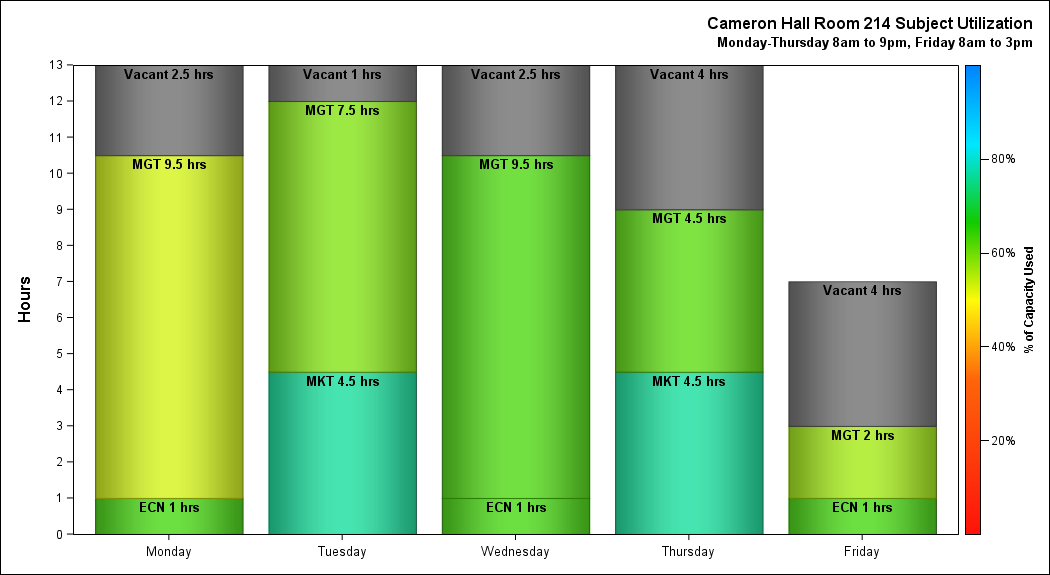 Cameron Hall Room 214 Subject Utilization
Monday-Thursday 8am to 9pm, Friday 8am to 3pm
Hours
13
12
11
10
9
8
7
6
5
4
3
2
1
0
Vacant 2.5 hrs
MGT 9.5 hrs
ECN 1 hrs
Vacant 1 hrs
MGT 7.5 hrs
MKT 4.5 hrs
Vacant 2.5 hrs
MGT 9.5 hrs
ECN 1 hrs
Vacant 4 hrs
MGT 4.5 hrs
MKT 4.5 hrs
Vacant 4 hrs
MGT 2 hrs
ECN 1 hrs
Monday
Tuesday
Wednesday
Thursday
Friday
80%
60%
40%
20%
% of Capacity Used